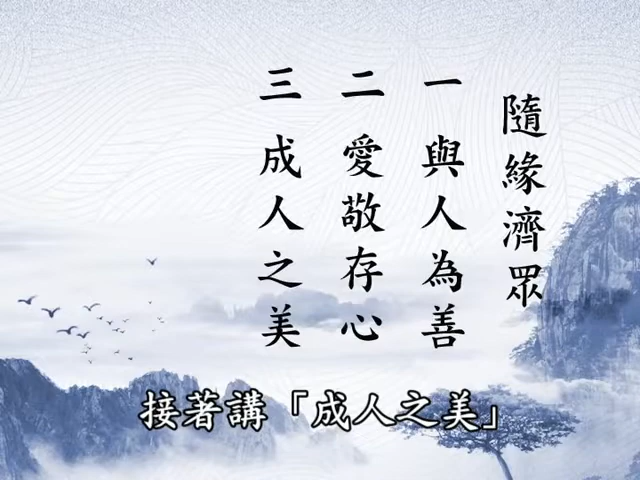 隨緣濟眾
一 與人為善
二 愛敬存心
三 成人之美
接著講「成人之美」